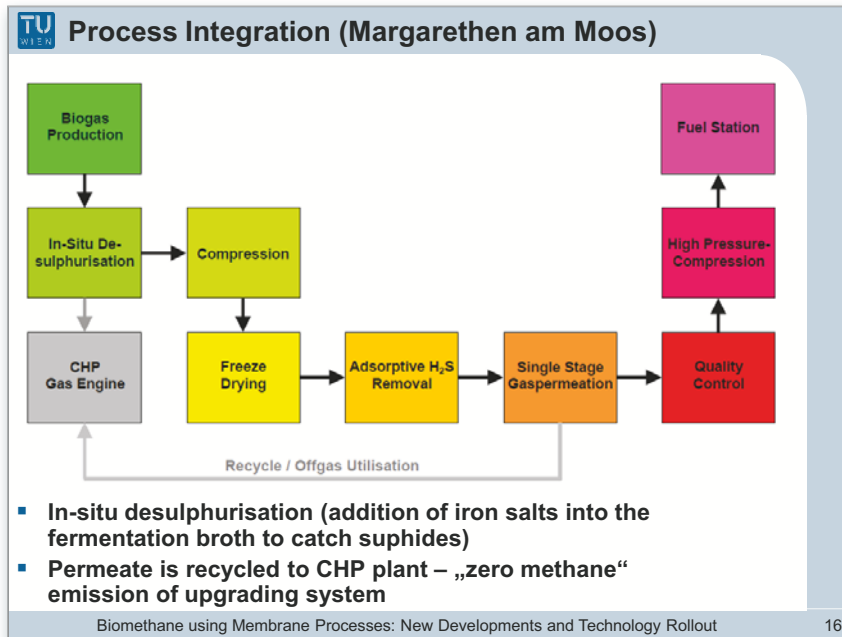 TU
WIEN
Process Integration (Margarethen am Moos)
Biogas
Production
Fuel Station
In-Situ De-
sulphurisation
Compression
High Pressure-
Compression
CHP
Gas Engine
Freeze
Drying
Adsorptive H₂S
Removal
Single Stage
Gaspermeation
Quality
Control
Recycle / Offgas Utilisation
In-situ desulphurisation (addition of iron salts into the
fermentation broth to catch suphides)
Permeate is recycled to CHP plant – „zero methane“
emission of upgrading system
Biomethane using Membrane Processes: New Developments and Technology Rollout
16